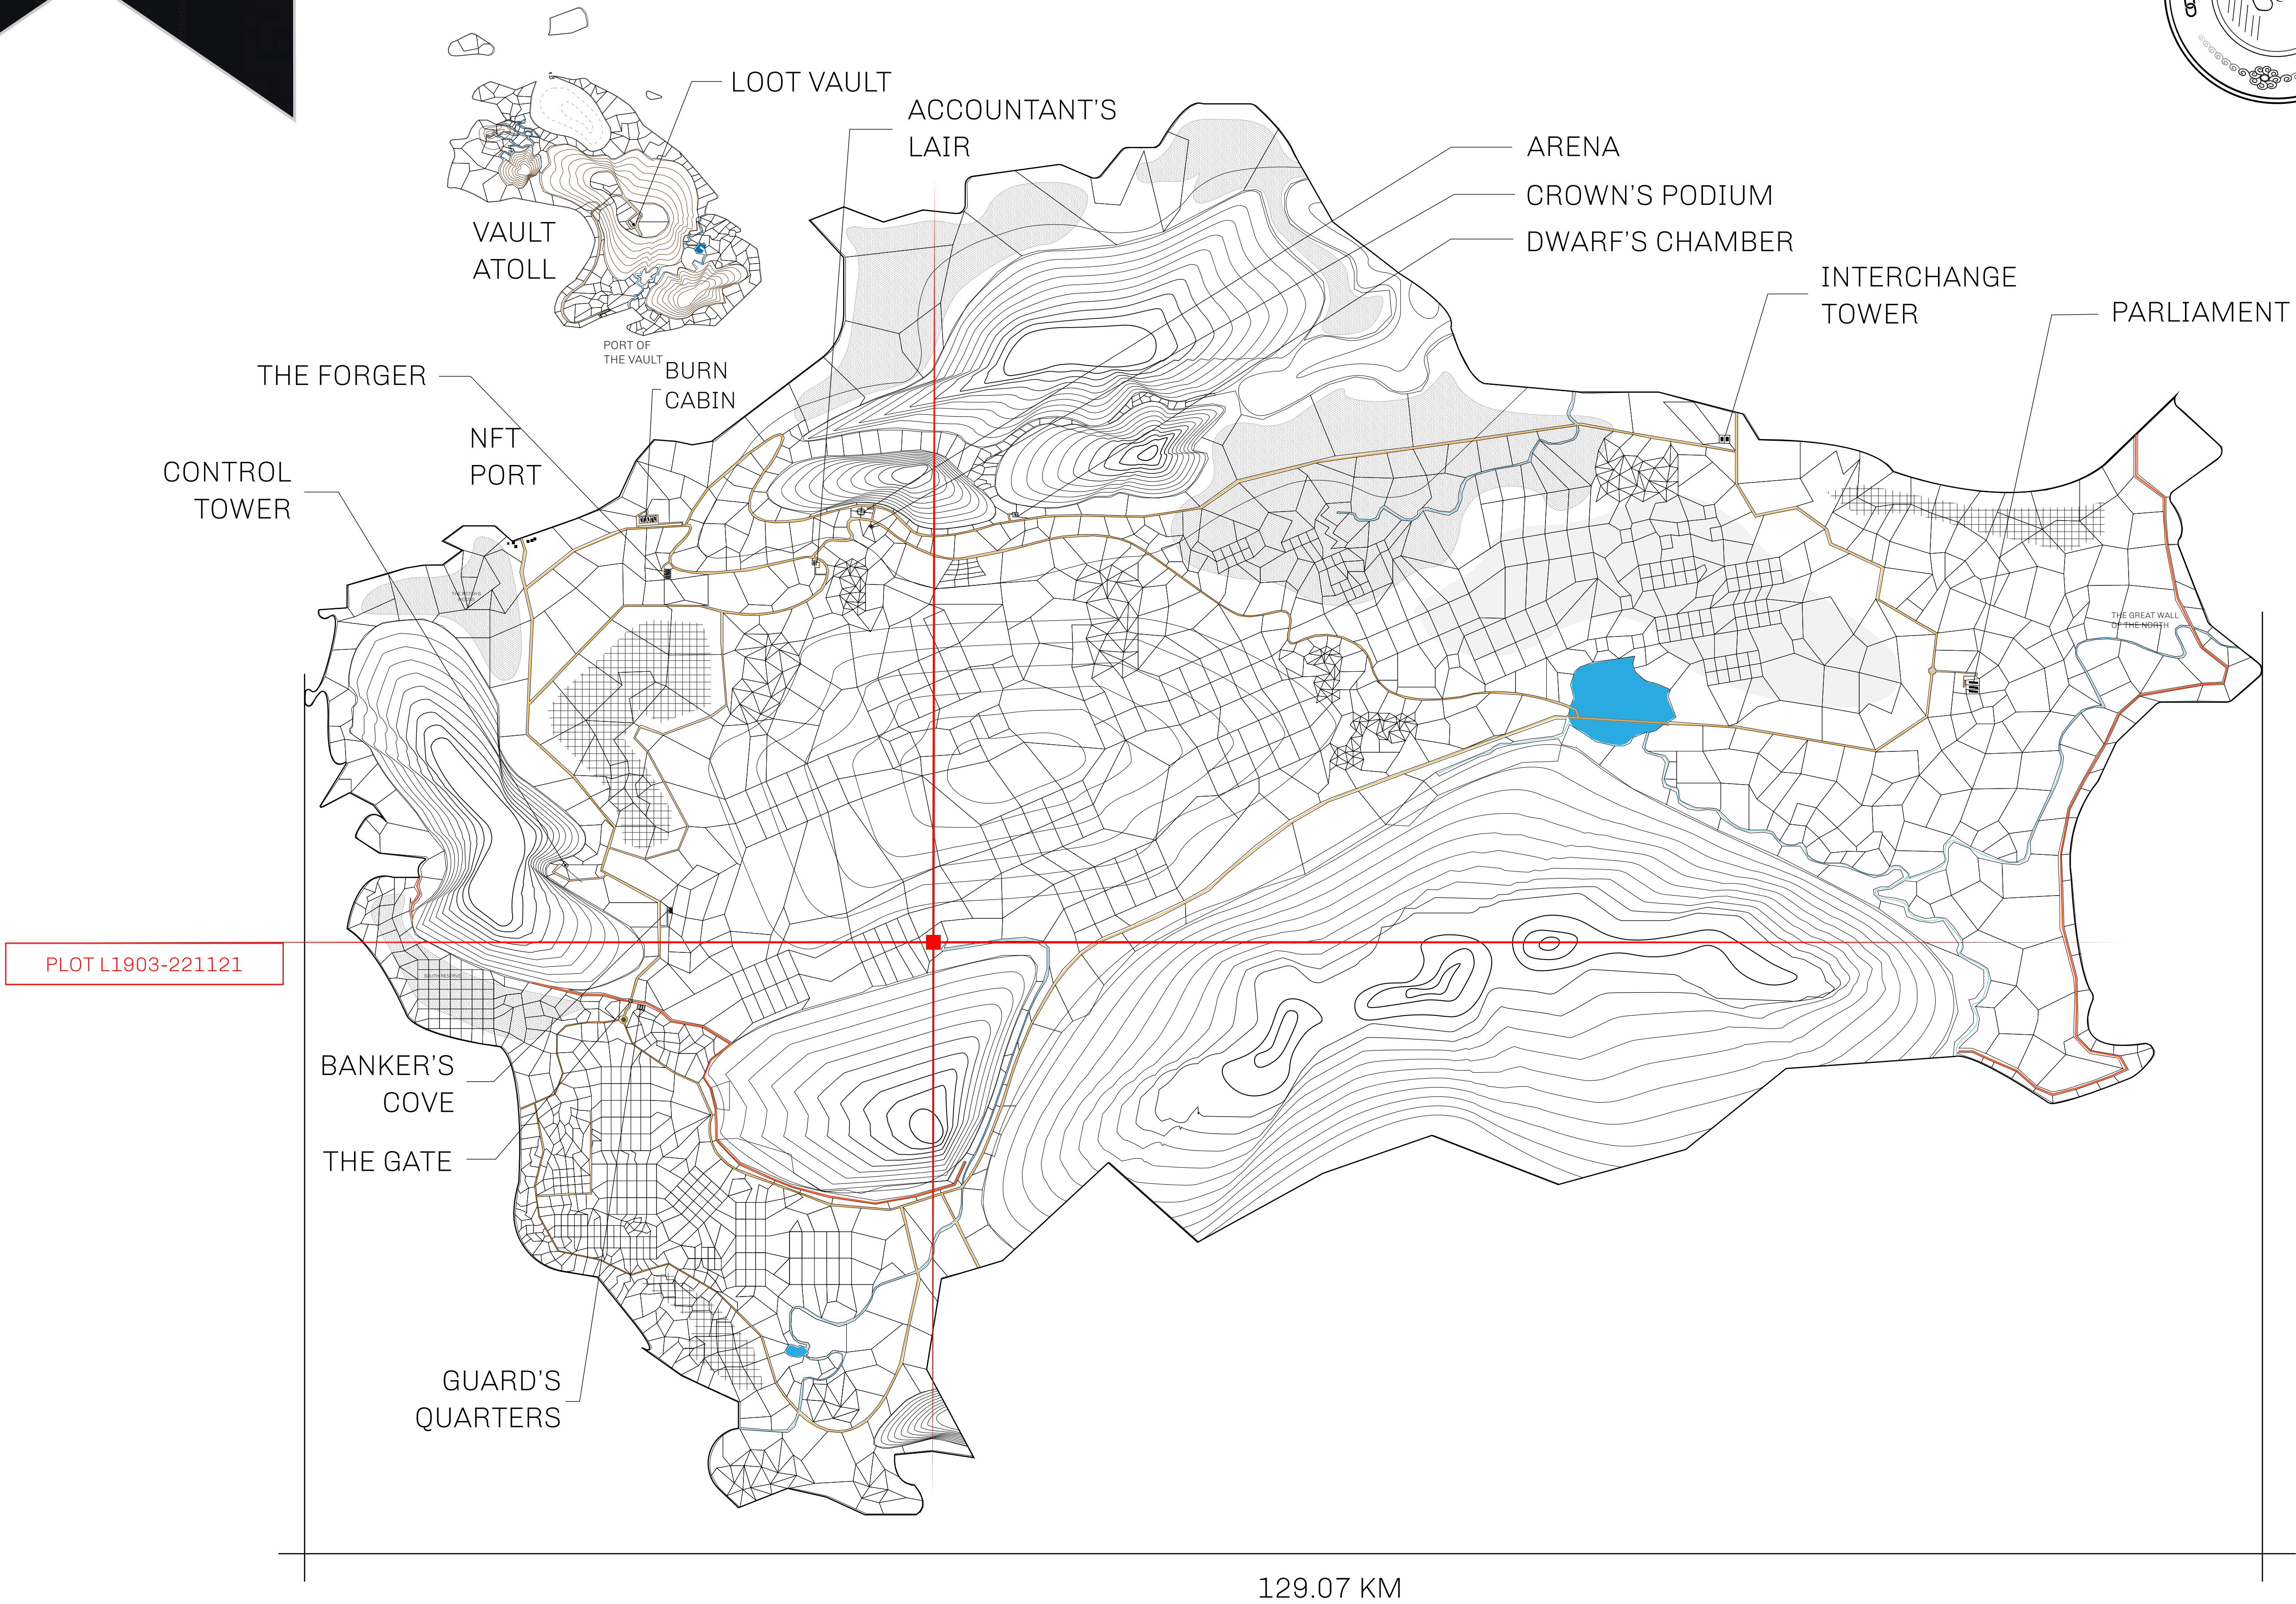 LOOT VAULT
ACCOUNTANT'S
LAIR
ARENA
CROWN'S PODIUM
DWARF'S CHAMBER
VAULT
ATOLL
INTERCHANGE
TOWER
PARLIAMENT
PORT OF
THE VAULT
THE FORGER
BURN
CABIN
NFT
PORT
CONTROL
TOWER
THE GREAT WALL
OF THE NORTH
PLOT L1903-221121
SOUTH RESERVE
BANKER'S
COVE
THE GATE
GUARD'S
QUARTERS
129.07 KM